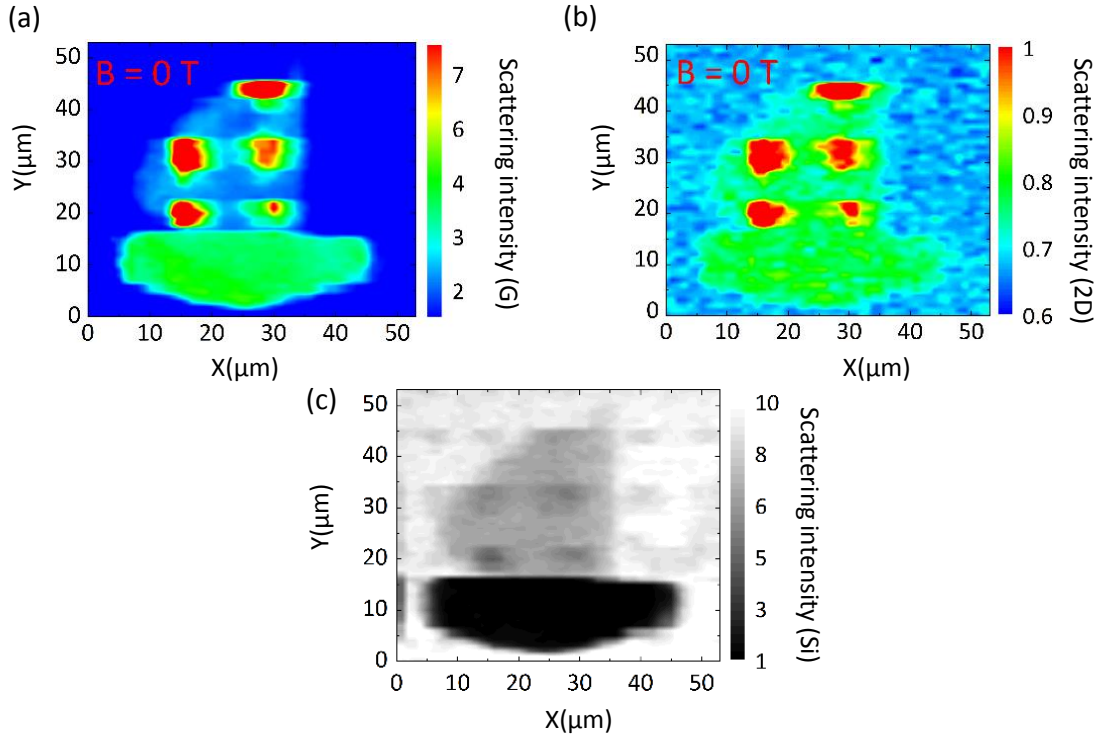 (a)
B = 0 T
Y(μm)
50
40
30
20
10
0
0 10 20 30 40 50
X(μm)
7
6
4
3
2
Scattering intensity (G)
(b)
B = 0 T
Y(μm)
50
40
30
20
10
0
0 10 20 30 40 50
X(μm)
1
0.9
0.8
0.7
0.6
Scattering intensity (2D)
(c)
Y(μm)
50
40
30
20
10
0
0 10 20 30 40 50
X(μm)
10
8
6
5
3
1
Scattering intensity (Si)